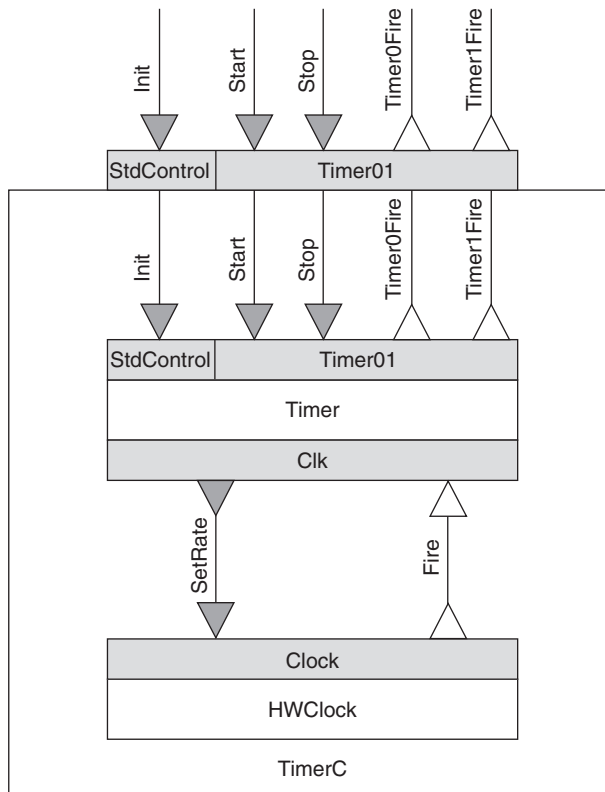 Init
Start
Stop
Timer0Fire
Timer1Fire
StdControl
Timer01
Init
Start
Stop
Timer0Fire
Timer1Fire
StdControl
Timer01
Timer
Clk
SetRate
Fire
Clock
HWClock
TimerC